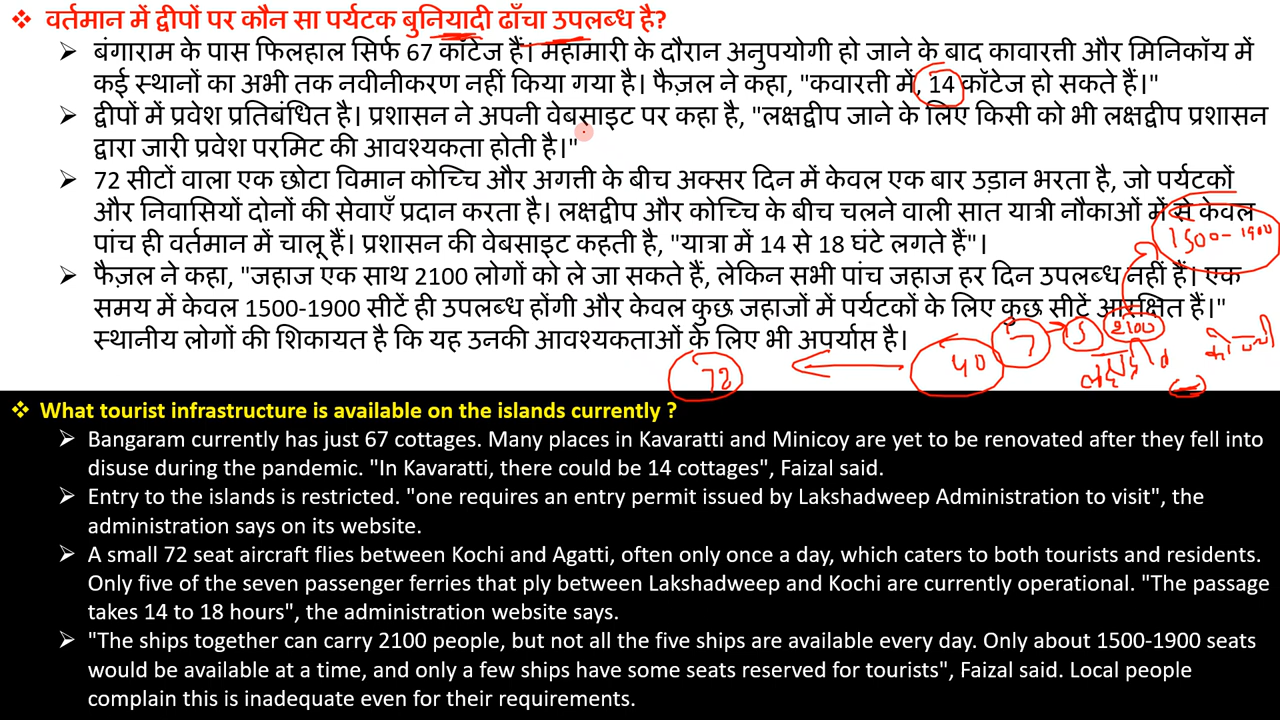 ❖ वर्तमान में द्वीपों पर कौन सा पर्यटक बुनियादी ढाँचा उपलब्ध है?
➢ बंगाराम के पास फिलहाल सिर्फ 67 कॉटेज हैं। महामारी के दौरान अनुपयोगी हो जाने के बाद कावारत्ती और मिनिकॉय में
कई स्थानों का अभी तक नवीनीकरण नहीं किया गया है। फैज़ल ने कहा, "कवारत्ती में, 14 कॉटेज हो सकते हैं।"
➢ द्वीपों में प्रवेश प्रतिबंधित है। प्रशासन ने अपनी वेबसाइट पर कहा है, "लक्षद्वीप जाने के लिए किसी को भी लक्षद्वीप प्रशासन
द्वारा जारी प्रवेश परमिट की आवश्यकता होती है।"
➢ 72 सीटों वाला एक छोटा विमान कोच्चि और अगत्ती के बीच अक्सर दिन में केवल एक बार उड़ान भरता है, जो पर्यटकों
और निवासियों दोनों की सेवाएँ प्रदान करता है। लक्षद्वीप और कोच्चि के बीच चलने वाली सात यात्री नौकाओं में से केवल
पांच ही वर्तमान में चालू हैं। प्रशासन की वेबसाइट कहती है, "यात्रा में 14 से 18 घंटे लगते हैं"।
1500-1900
➢ फैज़ल ने कहा, "जहाज एक साथ 2100 लोगों को ले जा सकते हैं, लेकिन सभी पांच जहाज हर दिन उपलब्ध नहीं हैं। एक
समय में केवल 1500-1900 सीटें ही उपलब्ध होंगी और केवल कुछ जहाजों में पर्यटकों के लिए कुछ सीटें आरक्षित हैं।"
स्थानीय लोगों की शिकायत है कि यह उनकी आवश्यकताओं के लिए भी अपर्याप्त है।
72 40 7 5 2100
❖ What tourist infrastructure is available on the islands currently ?
➢ Bangaram currently has just 67 cottages. Many places in Kavaratti and Minicoy are yet to be renovated after they fell into
disuse during the pandemic. "In Kavaratti, there could be 14 cottages", Faizal said.
➢ Entry to the islands is restricted. "one requires an entry permit issued by Lakshadweep Administration to visit", the
administration says on its website.
➢ A small 72 seat aircraft flies between Kochi and Agatti, often only once a day, which caters to both tourists and residents.
Only five of the seven passenger ferries that ply between Lakshadweep and Kochi are currently operational. "The passage
takes 14 to 18 hours", the administration website says.
➢ "The ships together can carry 2100 people, but not all the five ships are available every day. Only about 1500-1900 seats
would be available at a time, and only a few ships have some seats reserved for tourists", Faizal said. Local people
complain this is inadequate even for their requirements.